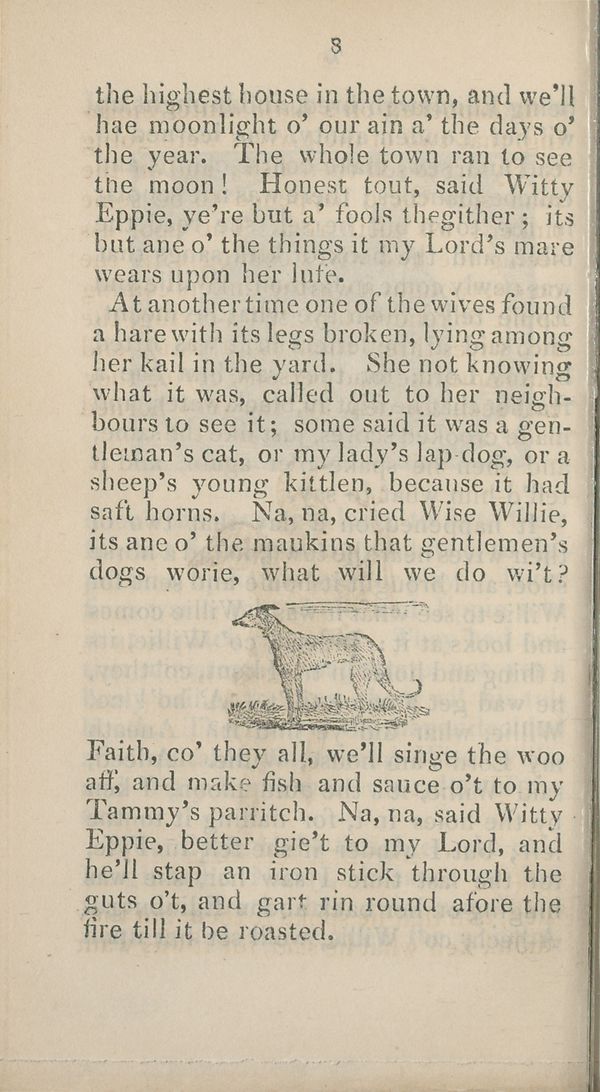 8
the highest house in the town, and we'll
hae moonlight o' our ain a' the days o'
the year. The whole town ran to see
the moon! Honest tout, said Witty
Eppie, ye're but a' fools thegither; its
but ane o' the things it my Lord's mare
wears upon her lufe.
At another time one of the wives found
a hare with its legs broken, lying among
her kail in the yard. She not knowing
what it was, called out to her neigh-
bours to see it; some said it was a gen-
tleman's cat, or my lady's lap-dog, or a
sheep's young kittlen, because it had
saft horns. Na, na, cried Wise Willie,
its ane o' the maukins that gentlemen's
dogs worie, what will we do wi't?
Faith, co' they all, we'll singe the woo
aff, and make fish and sauce o't to my
Tammy's parritch. Na, na, said Witty
Eppie, better gie't to my Lord, and
he'll stap an iron stick through the
guts o't, and gart rin round afore the
fire till it be roasted.